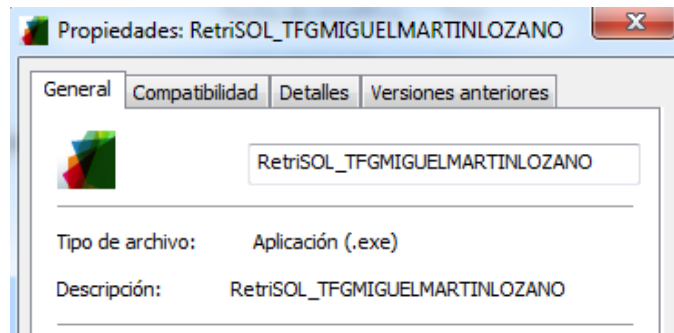 Propiedades: RetriSOL_TFGMIGUELMARTINLOZANO
General Compatibilidad Detalles Versiones anteriores
RetriSOL_TFGMIGUELMARTINLOZANO
Tipo de archivo: Aplicación (.exe)
Descripción: RetriSOL_TFGMIGUELMARTINLOZANO